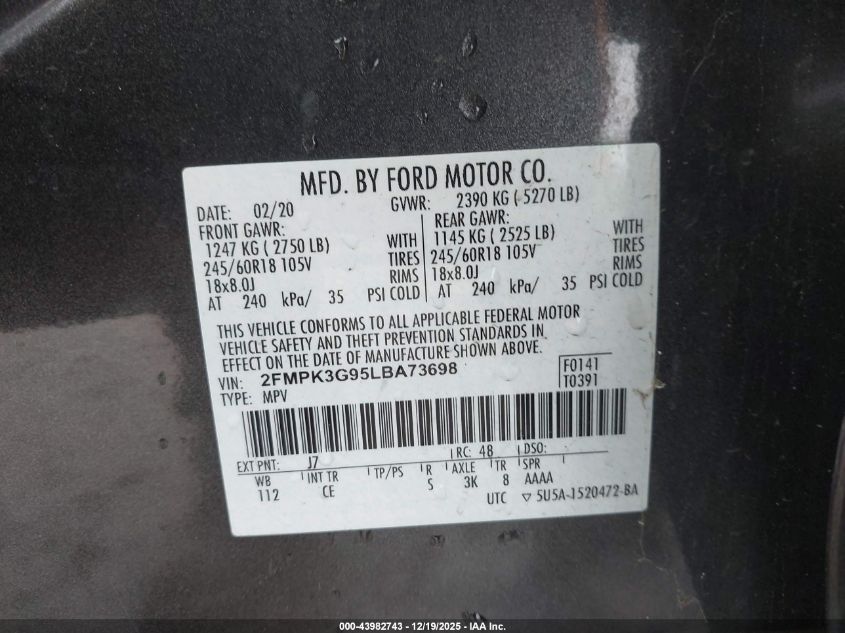 MFD. BY FORD MOTOR CO.
DATE: 02/20 GVWR: 2390 KG ( 5270 LB)
FRONT GAWR: REAR GAWR:
1247 KG ( 2750 LB) WITH 1145 KG ( 2525 LB) WITH
245/60R18 105V TIRES 245/60R18 105V TIRES
18x8.0J RIMS 18x8.0J RIMS
AT 240 kPa/ 35 PSI COLD AT 240 kPa/ 35 PSI COLD
THIS VEHICLE CONFORMS TO ALL APPLICABLE FEDERAL MOTOR
VEHICLE SAFETY AND THEFT PREVENTION STANDARDS IN
EFFECT ON THE DATE OF MANUFACTURE SHOWN ABOVE.
VIN: 2FMPK3G95LBA73698 F0141
TYPE: MPV T0391
EXT PNT: J7 RC: 48 DSO:
WB INT TR TP/PS R AXLE TR SPR
112 CE S 3K 8 AAAA
UTC ▽ 5U5A-1520472-BA
000-43982743 - 12/19/2025 - IAA Inc.